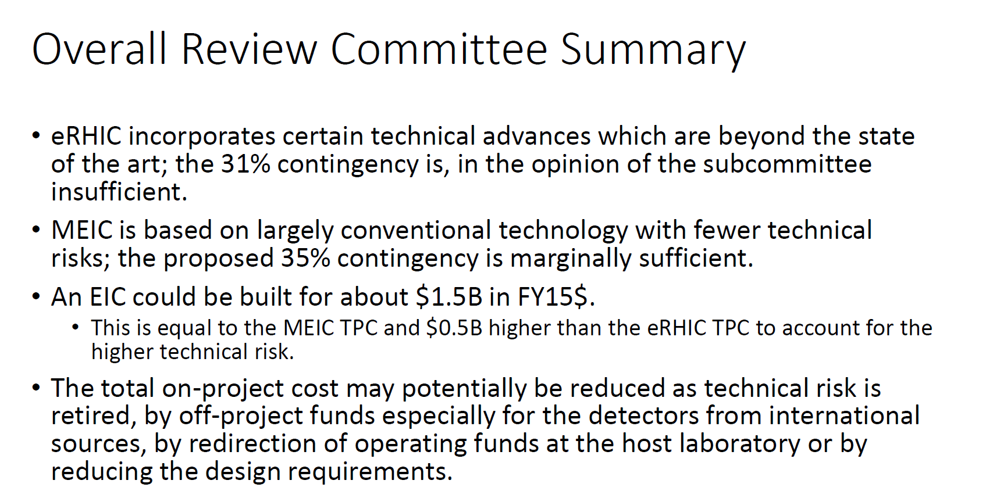 Overall Review Committee Summary
• eRHIC incorporates certain technical advances which are beyond the state
of the art; the 31% contingency is, in the opinion of the subcommittee
insufficient.
• MEIC is based on largely conventional technology with fewer technical
risks; the proposed 35% contingency is marginally sufficient.
• An EIC could be built for about $1.5B in FY15$.
• This is equal to the MEIC TPC and $0.5B higher than the eRHIC TPC to account for the
higher technical risk.
• The total on-project cost may potentially be reduced as technical risk is
retired, by off-project funds especially for the detectors from international
sources, by redirection of operating funds at the host laboratory or by
reducing the design requirements.